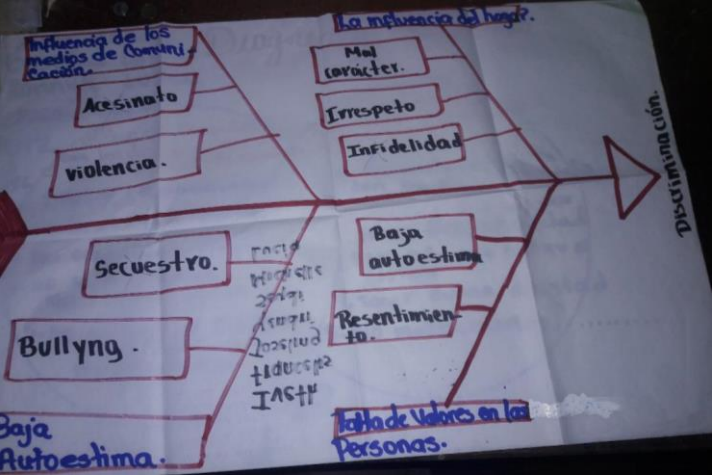 Influencia de los
medios de Comuni
cación.
Acesinato
violencia.
La influencia del hogar.
Mal
carácter.
Irrespeto
Infidelidad
Discriminación.
Secuestro.
Bullyng.
Baja
Autoestima.
Baja
autoestima
Resentimien-
to.
Falta de Valores en las
Personas.